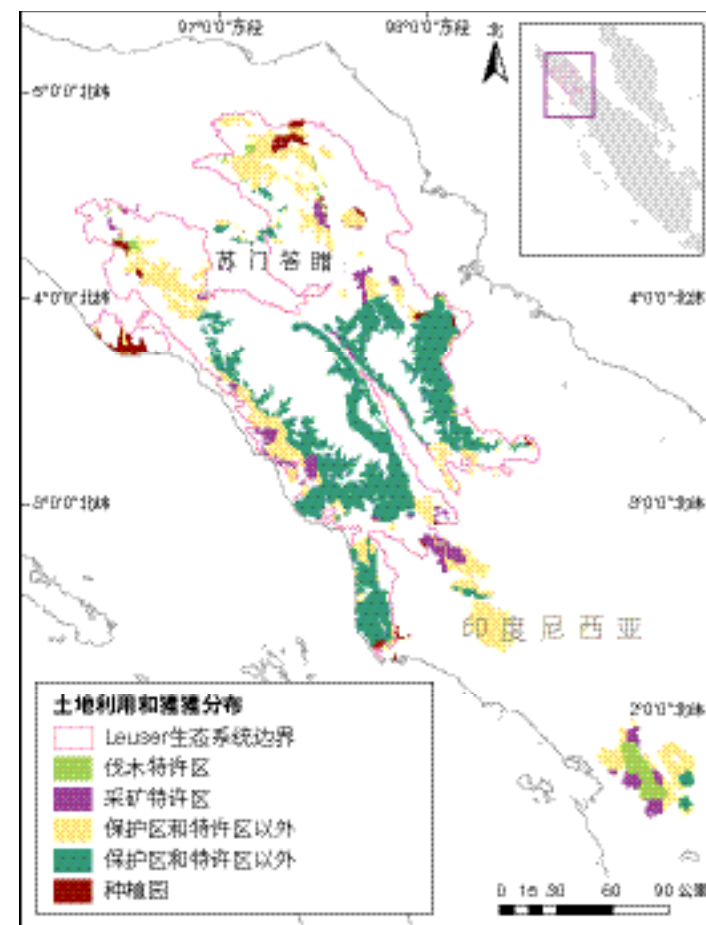 97°0'0"东经
98°0'0"东经
北
5°0'0"北纬
苏门答腊
4°0'0"北纬
4°0'0"北纬
3°0'0"北纬
3°0'0"北纬
印度尼西亚
2°0'0"北纬
土地利用和猩猩分布
Leuser生态系统边界
伐木特许区
采矿特许区
保护区和特许区以外
保护区和特许区以外
种植园
0 15 30 60 90 公里